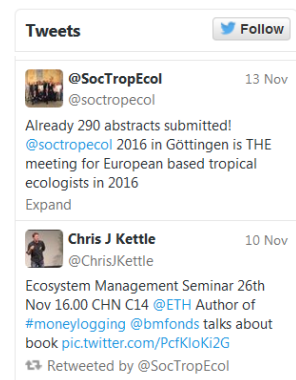 Tweets
Follow
@SocTropEcol 13 Nov
@soctropecol
Already 290 abstracts submitted!
@soctropecol 2016 in Göttingen is THE
meeting for European based tropical
ecologists in 2016
Expand
Chris J Kettle 10 Nov
@ChrisJKettle
Ecosystem Management Seminar 26th
Nov 16.00 CHN C14 @ETH Author of
#moneylogging @bmfonds talks about
book pic.twitter.com/PcfKIoKi2G
Retweeted by @SocTropEcol